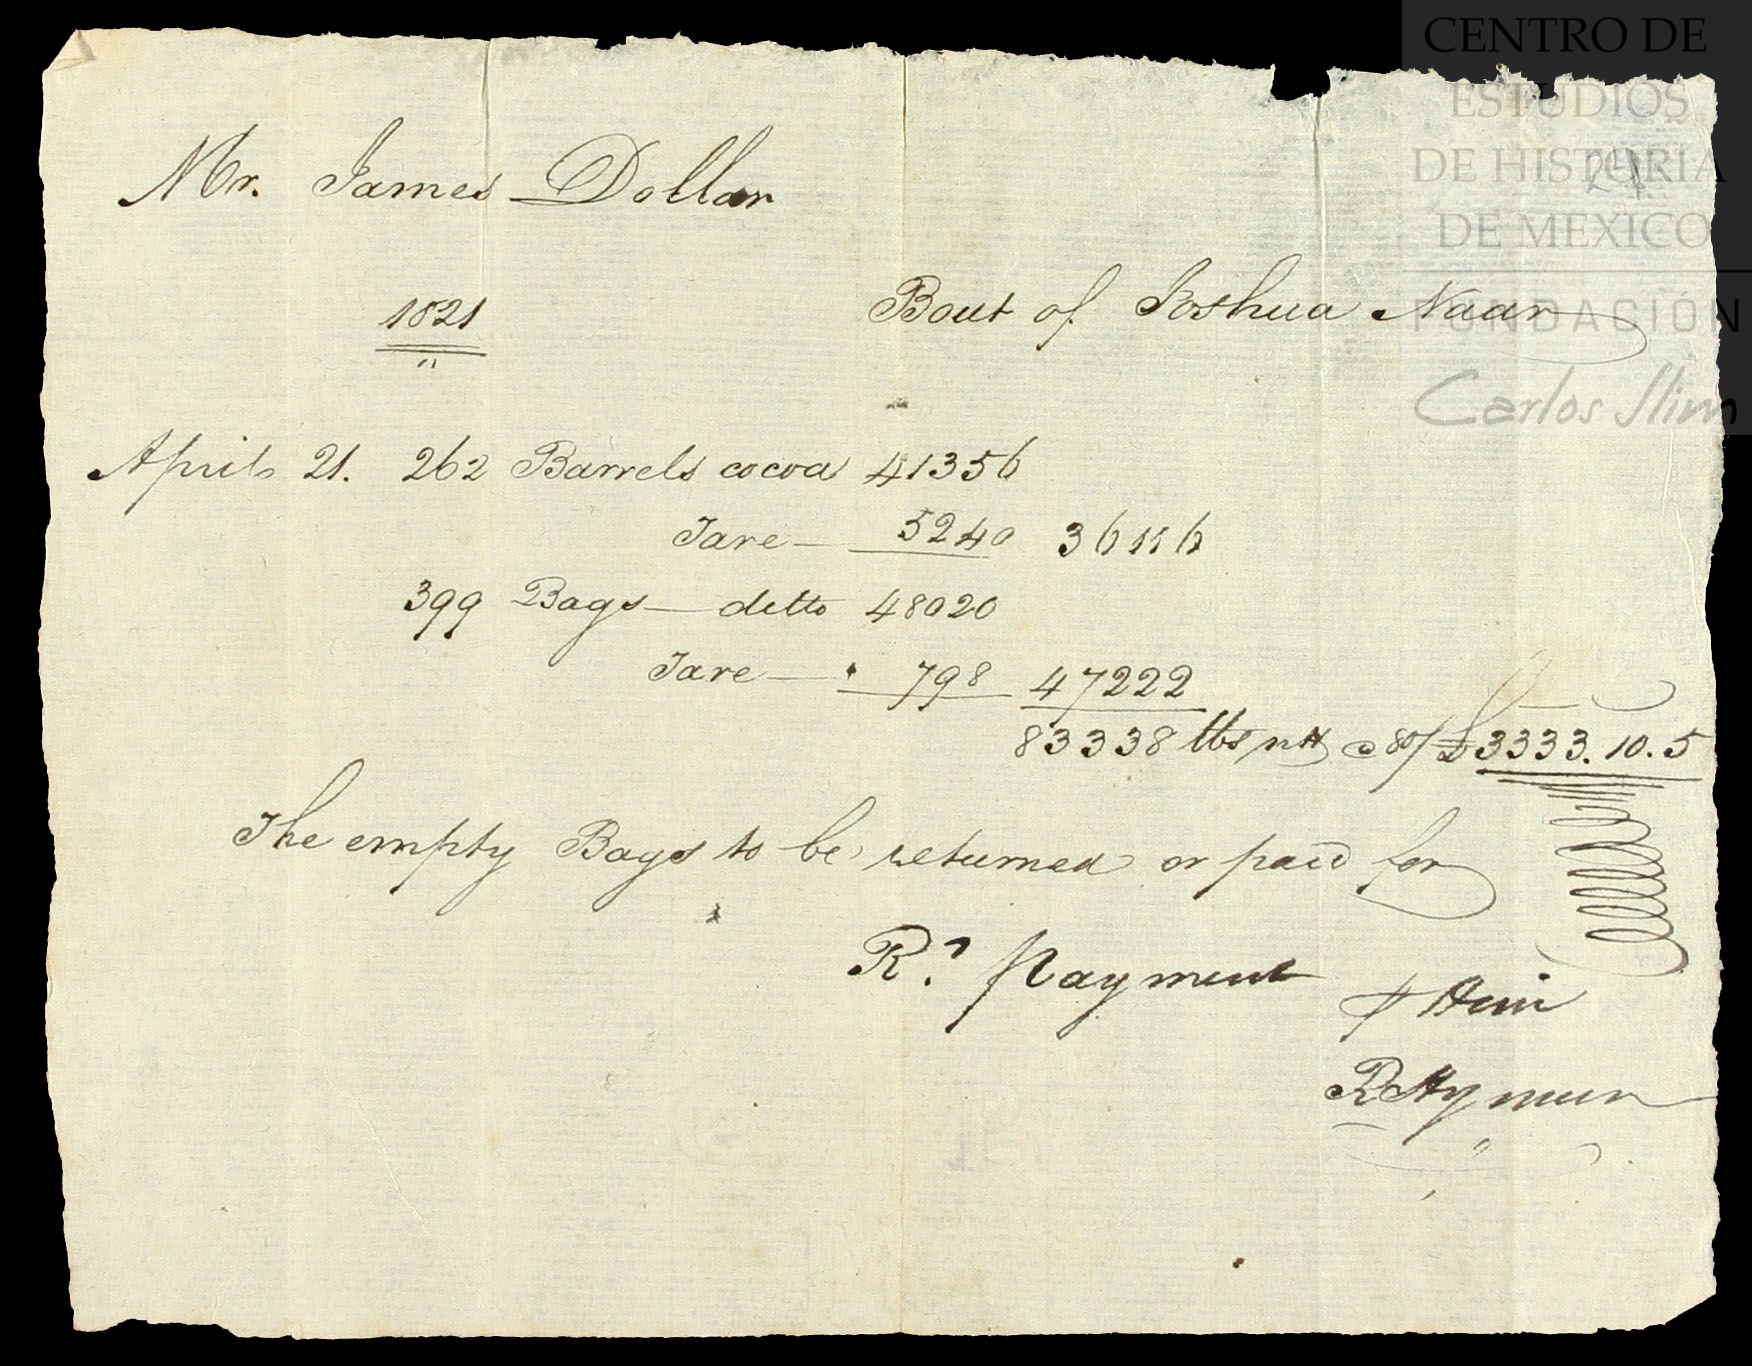 CENTRO DE
ESTUDIOS
DE HISTORIA
DE MEXICO
FUNDACIÓN
Carlos Slim
Mr. James Dollar
1821
Bout of Joshua Naar
April 21. 262 Barrels cocoa 41356
Tare — 5240 36116
399 Bags — ditto 48020
Tare — 798 47222
83338 lbs ntt @ 80/ £3333.10.5
The empty Bags to be returned or paid for
Rd. payment
R Hymen